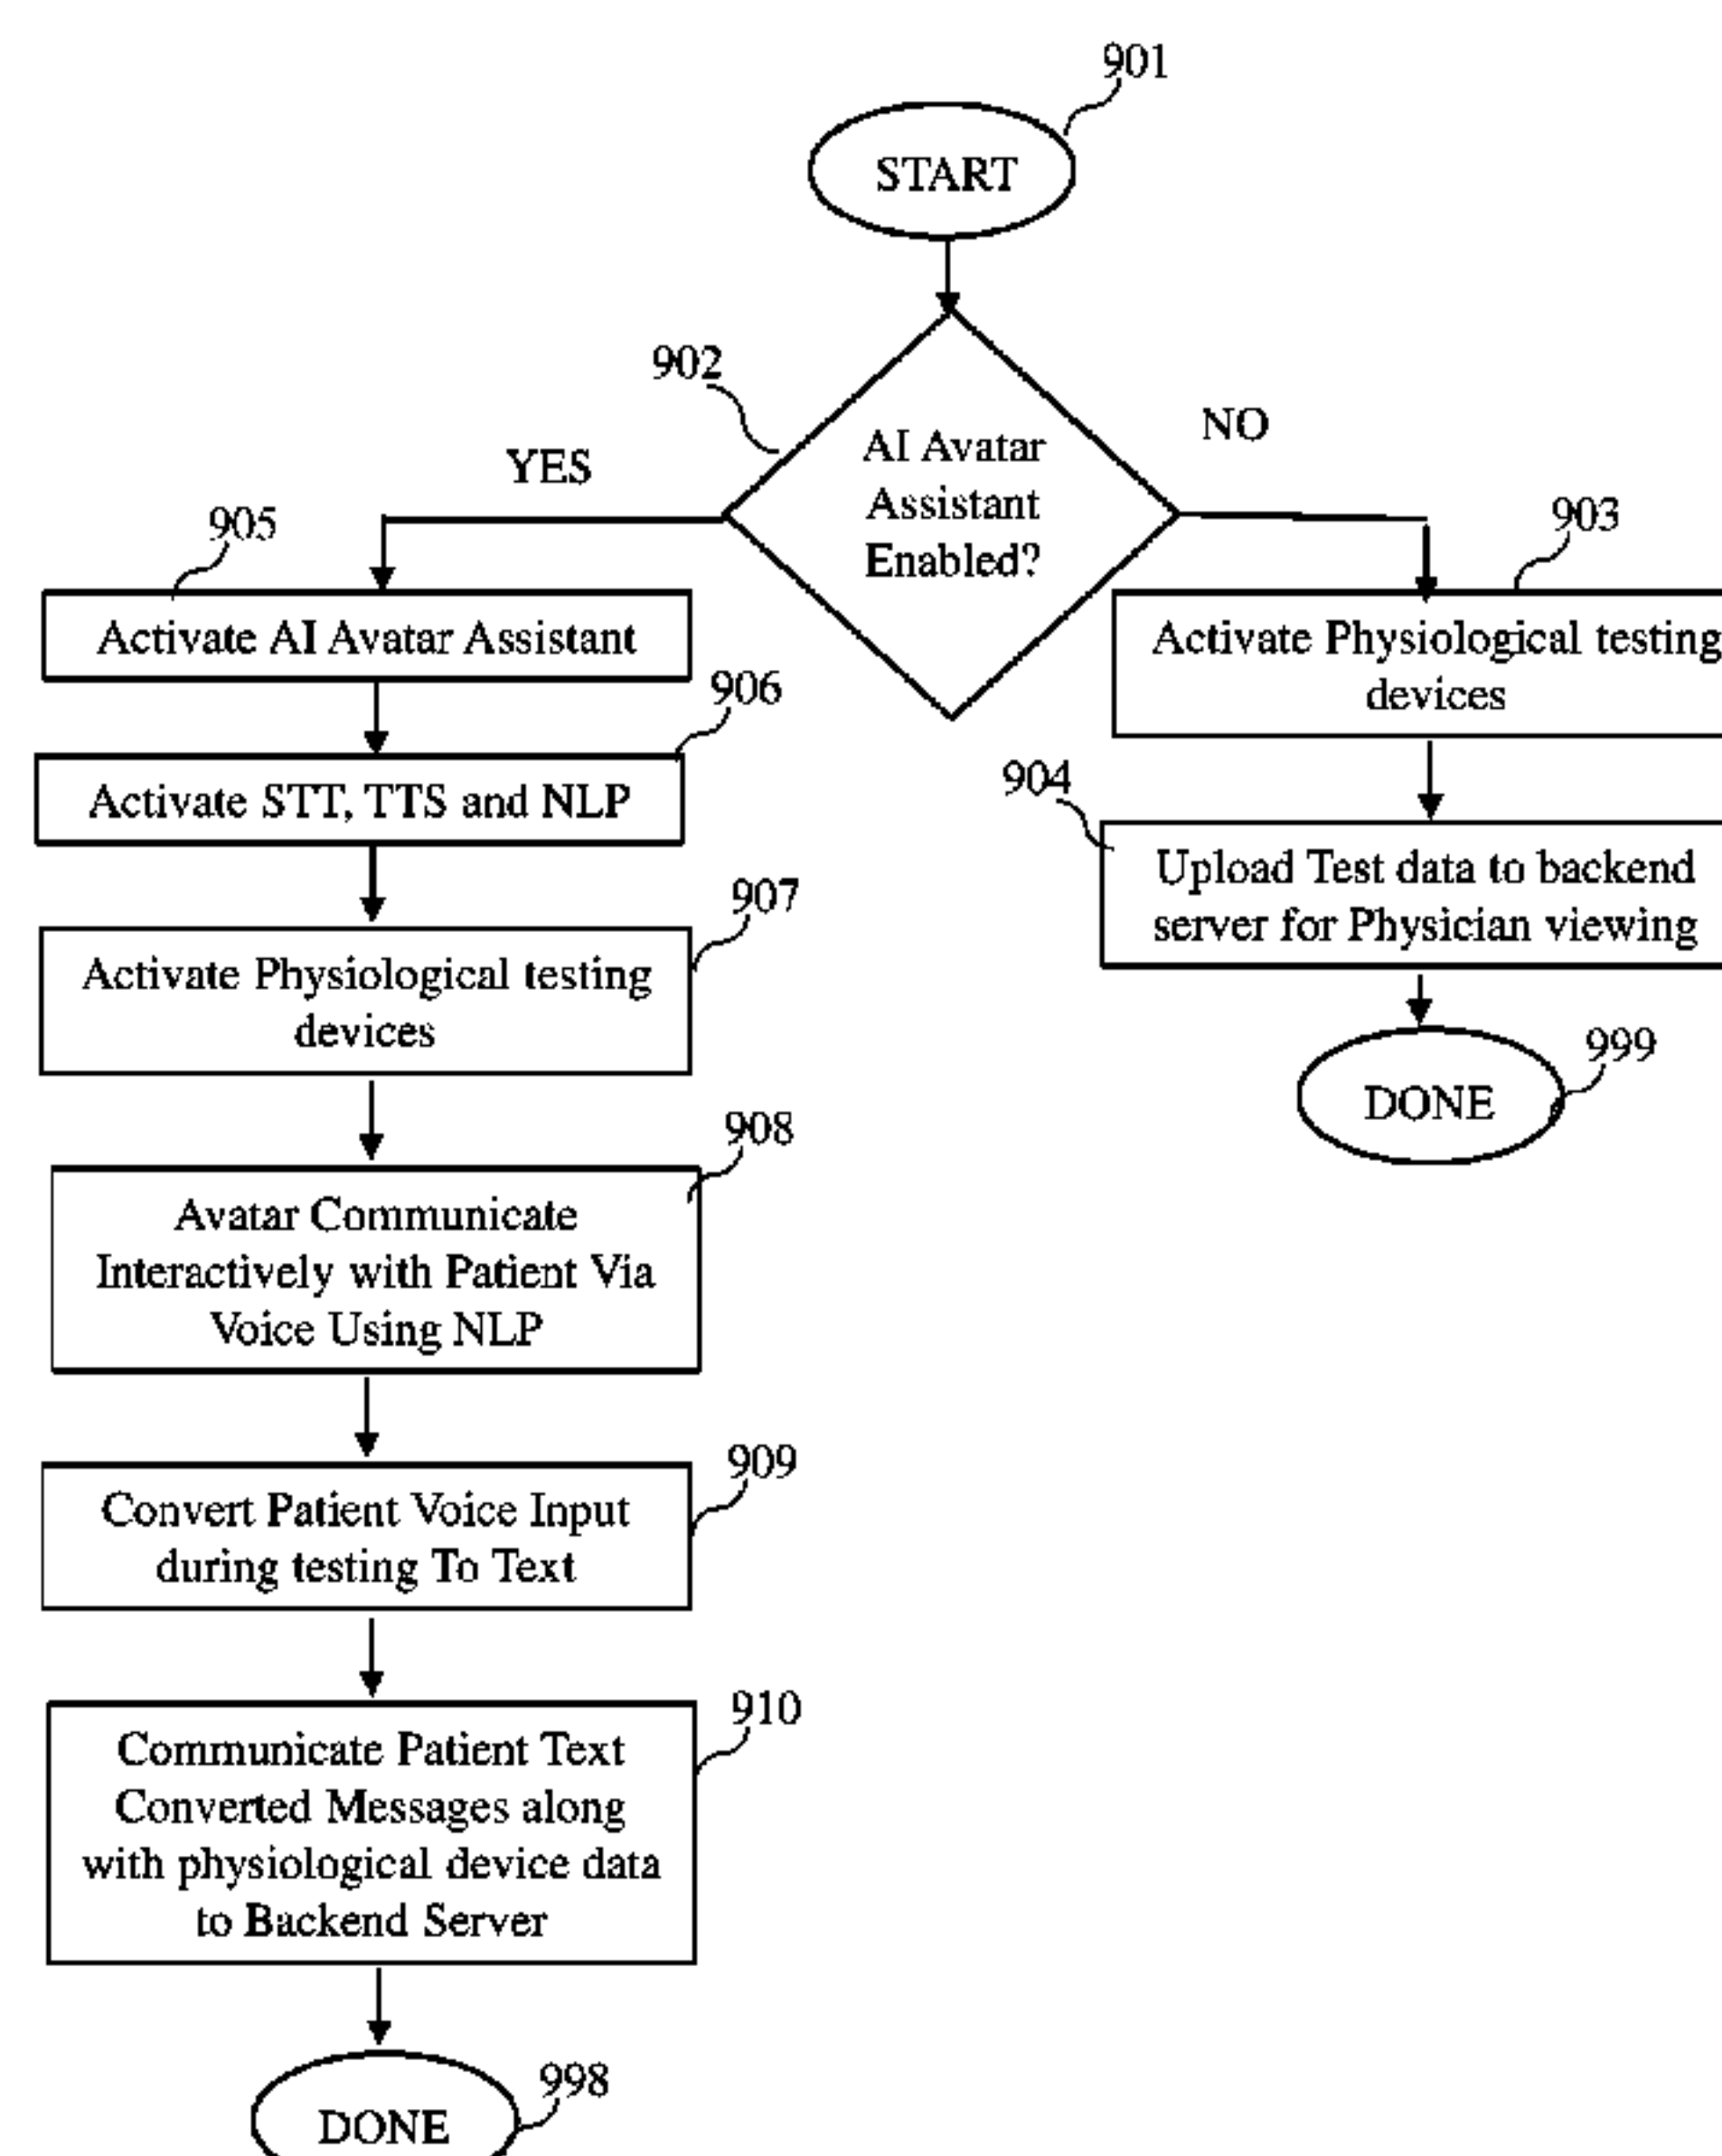 901
START
902
AI Avatar
Assistant
Enabled?
YES
NO
905
Activate AI Avatar Assistant
906
Activate STT, TTS and NLP
907
Activate Physiological testing
devices
908
Avatar Communicate
Interactively with Patient Via
Voice Using NLP
909
Convert Patient Voice Input
during testing To Text
910
Communicate Patient Text
Converted Messages along
with physiological device data
to Backend Server
998
DONE
903
Activate Physiological testing
devices
904
Upload Test data to backend
server for Physician viewing
999
DONE